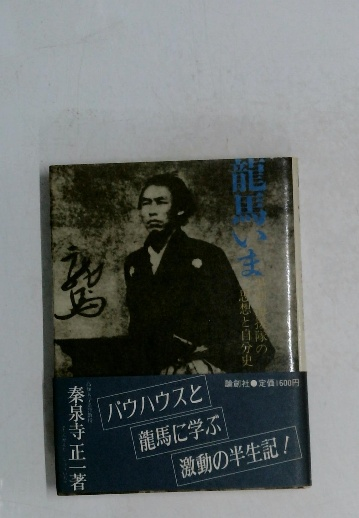 龍馬いま
思想と自分史
龍馬
論創社●定価1600円
バウハウスと
龍馬に学ぶ
激動の半生記！
秦泉寺正一著